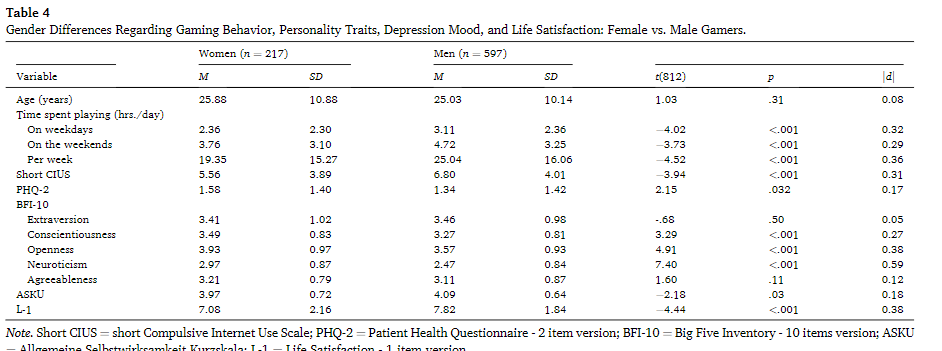 Table 4
Gender Differences Regarding Gaming Behavior, Personality Traits, Depression Mood, and Life Satisfaction: Female vs. Male Gamers.
Women (n = 217) Men (n = 597)
Variable M SD M SD t(812) p |d|
Age (years) 25.88 10.88 25.03 10.14 1.03 .31 0.08
Time spent playing (hrs./day)
On weekdays 2.36 2.30 3.11 2.36 −4.02 <.001 0.32
On the weekends 3.76 3.10 4.72 3.25 −3.73 <.001 0.29
Per week 19.35 15.27 25.04 16.06 −4.52 <.001 0.36
Short CIUS 5.56 3.89 6.80 4.01 −3.94 <.001 0.31
PHQ-2 1.58 1.40 1.34 1.42 2.15 .032 0.17
BFI-10
Extraversion 3.41 1.02 3.46 0.98 -.68 .50 0.05
Conscientiousness 3.49 0.83 3.27 0.81 3.29 <.001 0.27
Openness 3.93 0.97 3.57 0.93 4.91 <.001 0.38
Neuroticism 2.97 0.87 2.47 0.84 7.40 <.001 0.59
Agreeableness 3.21 0.79 3.11 0.87 1.60 .11 0.12
ASKU 3.97 0.72 4.09 0.64 −2.18 .03 0.18
L-1 7.08 2.16 7.82 1.84 −4.44 <.001 0.38
Note. Short CIUS = short Compulsive Internet Use Scale; PHQ-2 = Patient Health Questionnaire - 2 item version; BFI-10 = Big Five Inventory - 10 items version; ASKU
= Allgemeine Selbstwirksamkeit Kurzskala; L-1 = Life Satisfaction - 1 item version